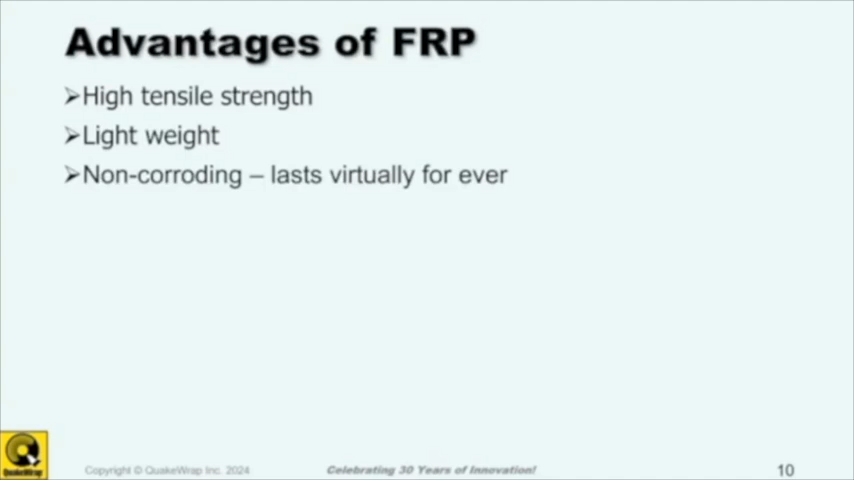 Advantages of FRP
➢High tensile strength
➢Light weight
➢Non-corroding – lasts virtually for ever
QuakeWrap
Copyright © QuakeWrap Inc. 2024
Celebrating 30 Years of Innovation!
10